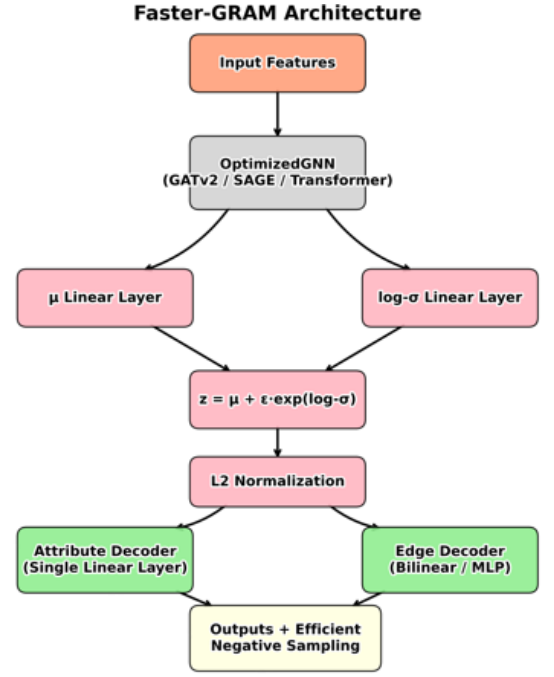 Faster-GRAM Architecture
Input Features
OptimizedGNN
(GATv2 / SAGE / Transformer)
μ Linear Layer
log-σ Linear Layer
z = μ + ε·exp(log-σ)
L2 Normalization
Attribute Decoder
(Single Linear Layer)
Edge Decoder
(Bilinear / MLP)
Outputs + Efficient
Negative Sampling